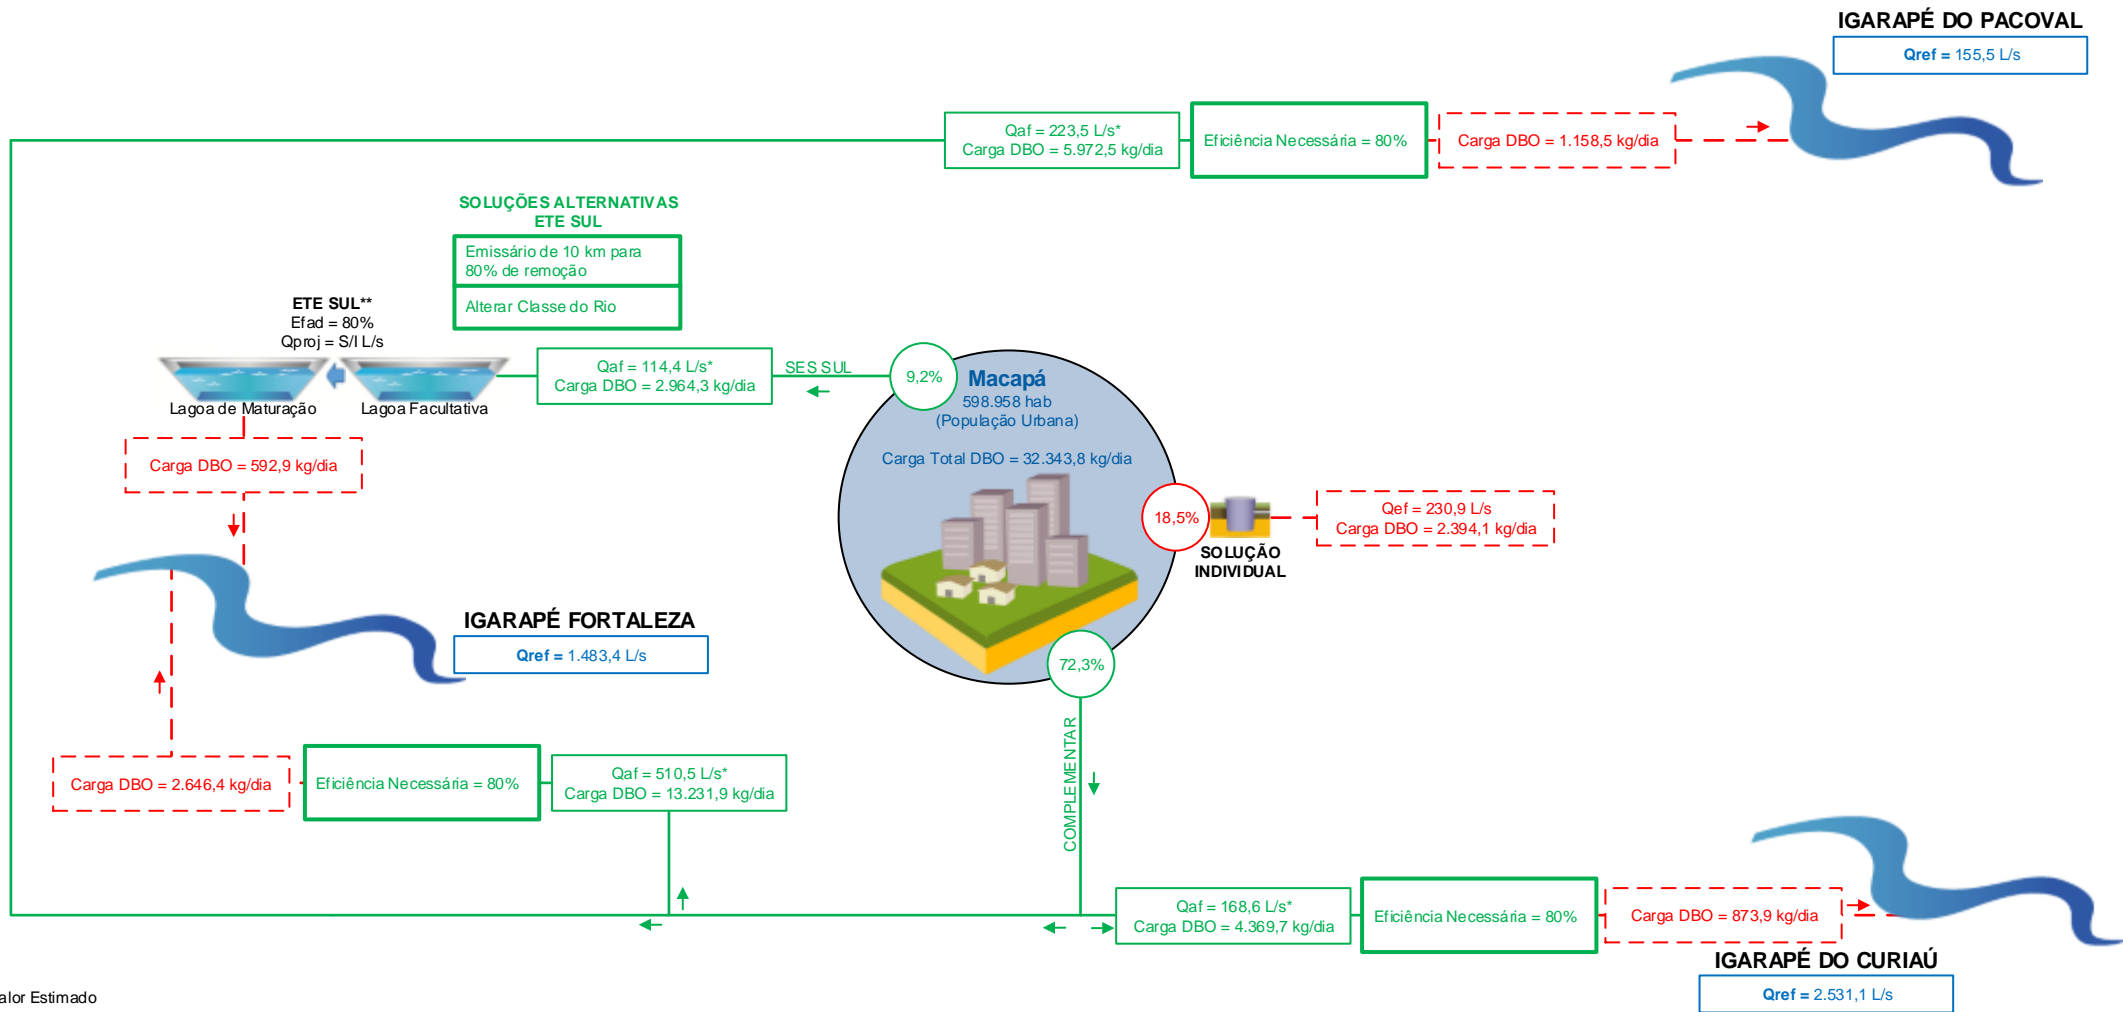 IGARAPÉ DO PACOVAL
Qref = 155,5 L/s
Qaf = 223,5 L/s*
Carga DBO = 5.972,5 kg/dia
Eficiência Necessária = 80%
Carga DBO = 1.158,5 kg/dia
SOLUÇÕES ALTERNATIVAS
ETE SUL
Emissário de 10 km para
80% de remoção
Alterar Classe do Rio
ETE SUL**
Efad = 80%
Qproj = S/I L/s
Lagoa de Maturação
Lagoa Facultativa
Qaf = 114,4 L/s*
Carga DBO = 2.964,3 kg/dia
SES SUL
9,2%
Macapá
598.958 hab
(População Urbana)
Carga Total DBO = 32.343,8 kg/dia
Carga DBO = 592,9 kg/dia
18,5%
SOLUÇÃO
INDIVIDUAL
Qef = 230,9 L/s
Carga DBO = 2.394,1 kg/dia
IGARAPÉ FORTALEZA
Qref = 1.483,4 L/s
72,3%
COMPLEMENTAR
Carga DBO = 2.646,4 kg/dia
Eficiência Necessária = 80%
Qaf = 510,5 L/s*
Carga DBO = 13.231,9 kg/dia
Qaf = 168,6 L/s*
Carga DBO = 4.369,7 kg/dia
Eficiência Necessária = 80%
Carga DBO = 873,9 kg/dia
IGARAPÉ DO CURIAÚ
Qref = 2.531,1 L/s
alor Estimado